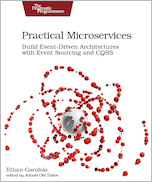 The
Pragmatic
Programmers
Practical Microservices
Build Event-Driven Architectures
with Event Sourcing and CQRS
Ethan Garofolo
edited by Adaobi Obi Tulton